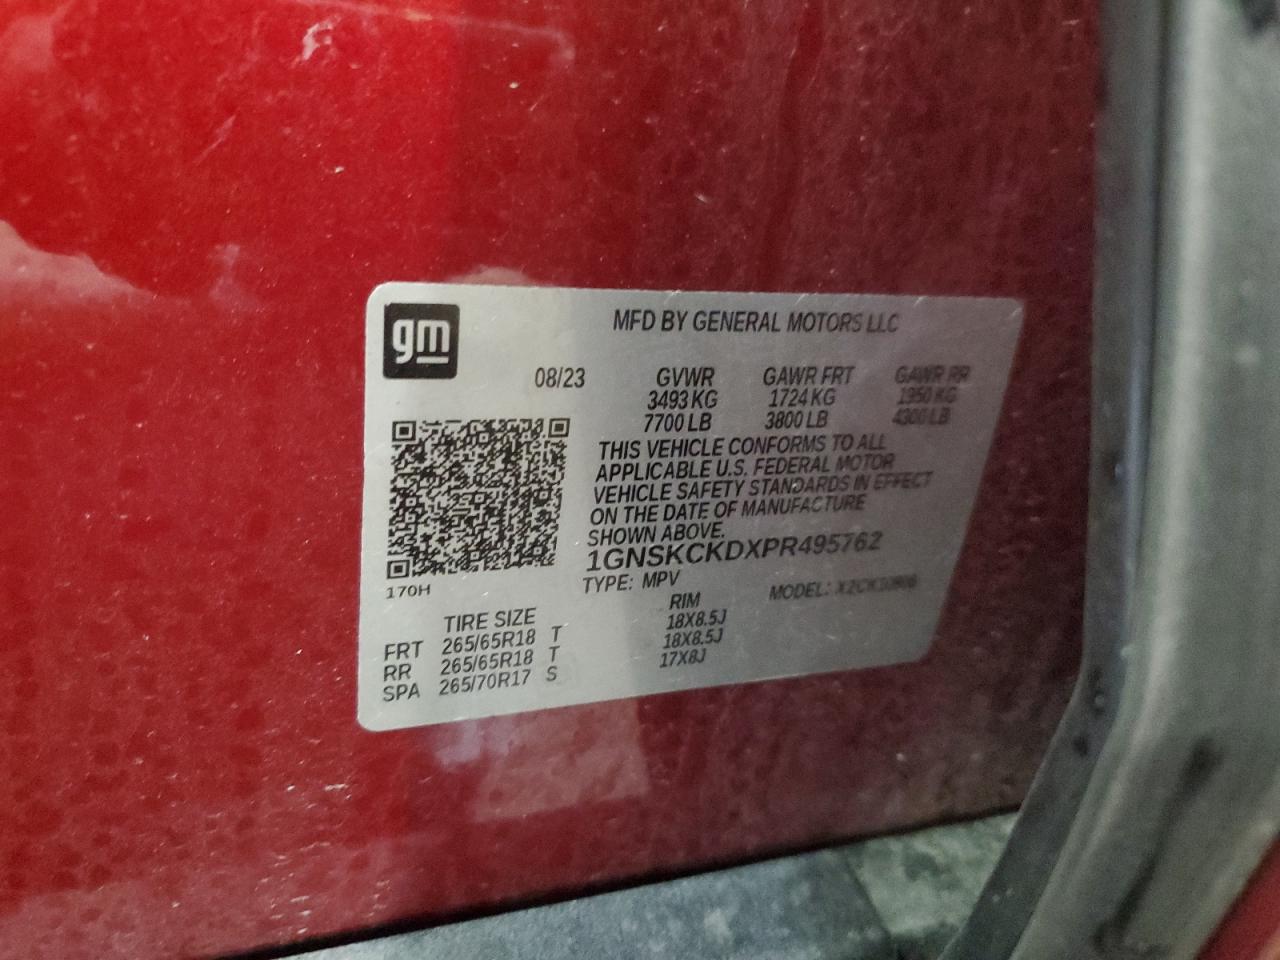 gm
MFD BY GENERAL MOTORS LLC
08/23 GVWR GAWR FRT GAWR RR
3493 KG 1724 KG 1950 KG
7700 LB 3800 LB 4300 LB
THIS VEHICLE CONFORMS TO ALL
APPLICABLE U.S. FEDERAL MOTOR
VEHICLE SAFETY STANDARDS IN EFFECT
ON THE DATE OF MANUFACTURE
SHOWN ABOVE.
1GNSKCKDXPR495762
170H
TYPE: MPV MODEL:
TIRE SIZE RIM
FRT 265/65R18 T 18X8.5J
RR 265/65R18 T 18X8.5J
SPA 265/70R17 S 17X8J